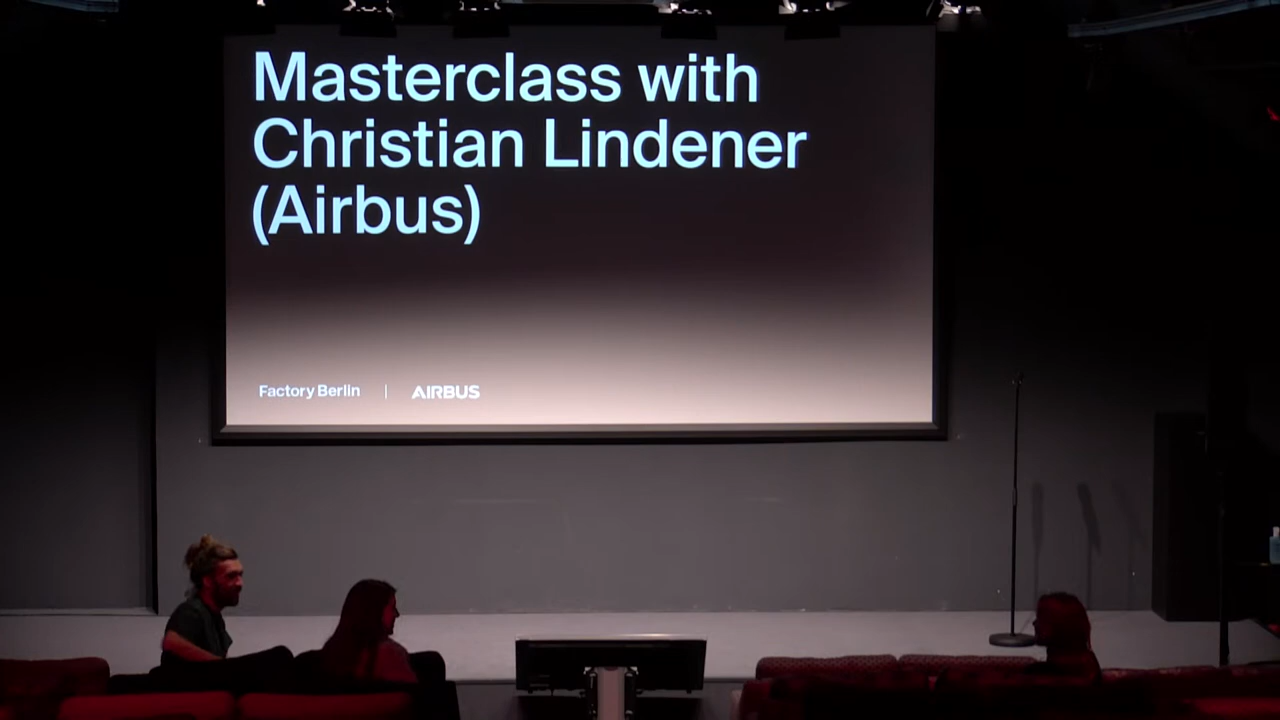 Masterclass with
Christian Lindener
(Airbus)
Factory Berlin | AIRBUS